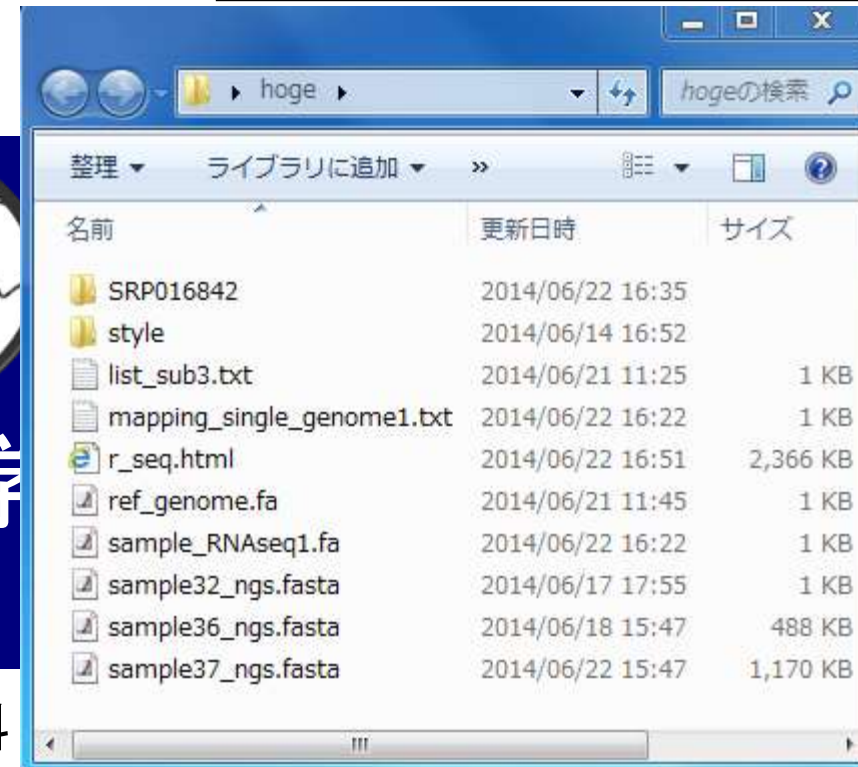 hoge
hogeの検索
整理 ライブラリに追加 »
名前 更新日時 サイズ
SRP016842 2014/06/22 16:35
style 2014/06/14 16:52
list_sub3.txt 2014/06/21 11:25 1 KB
mapping_single_genome1.txt 2014/06/22 16:22 1 KB
r_seq.html 2014/06/22 16:51 2,366 KB
ref_genome.fa 2014/06/21 11:45 1 KB
sample_RNAseq1.fa 2014/06/22 16:22 1 KB
sample32_ngs.fasta 2014/06/17 17:55 1 KB
sample36_ngs.fasta 2014/06/18 15:47 488 KB
sample37_ngs.fasta 2014/06/22 15:47 1,170 KB